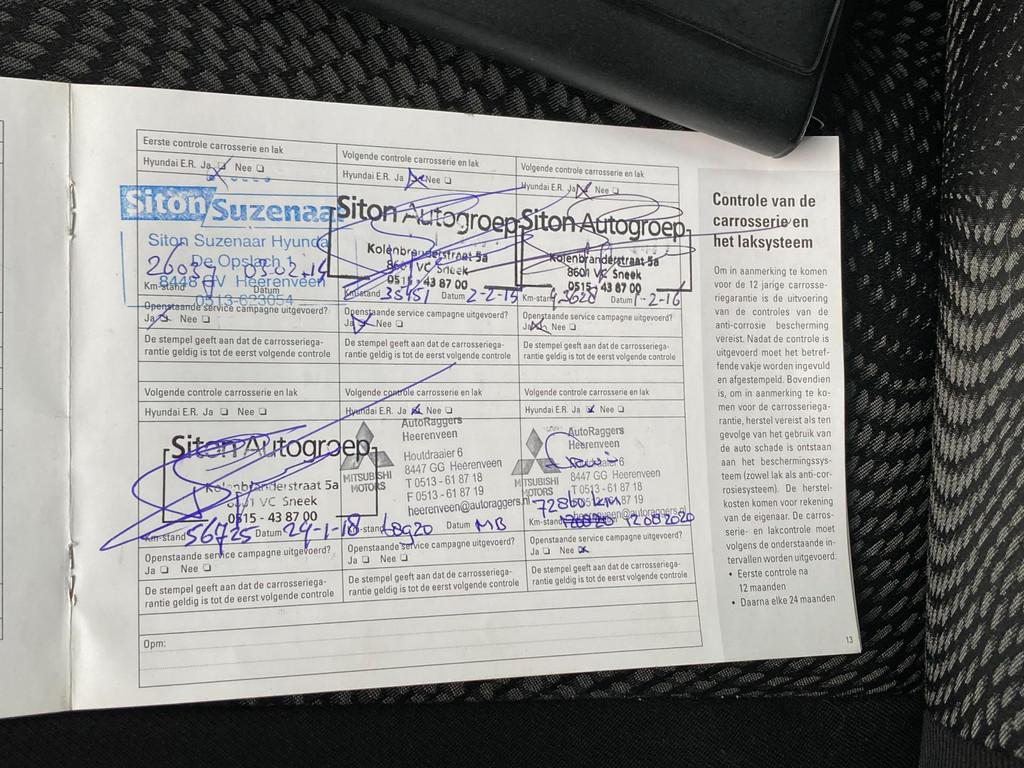 Eerste controle carrosserie en lak
Hyundai E.R. Ja ☐ Nee ☐
Siton Suzenaar
Siton Suzenaar Hyundai
De Opslach 1
8448 GV Heerenveen
0513-623054
Km-stand Datum
Openstaande service campagne uitgevoerd?
Ja ☐ Nee ☐
De stempel geeft aan dat de carrosseriega-
rantie geldig is tot de eerst volgende controle
Volgende controle carrosserie en lak
Hyundai E.R. Ja ☐ Nee ☐
Siton Autogroep
Kolenbranderstraat 5a
8601 VC Sneek
0515 - 43 87 00
Km-stand 35451 Datum 2-2-15
Openstaande service campagne uitgevoerd?
Ja ☐ Nee ☐
De stempel geeft aan dat de carrosseriega-
rantie geldig is tot de eerst volgende controle
Volgende controle carrosserie en lak
Hyundai E.R. Ja ☐ Nee ☐
Siton Autogroep
Kolenbranderstraat 5a
8601 VC Sneek
0515 - 43 87 00
Km-stand 43628 Datum 1-2-16
Openstaande service campagne uitgevoerd?
Ja ☐ Nee ☐
De stempel geeft aan dat de carrosseriega-
rantie geldig is tot de eerst volgende controle
Volgende controle carrosserie en lak
Hyundai E.R. Ja ☐ Nee ☐
Siton Autogroep
Kolenbranderstraat 5a
8601 VC Sneek
0515 - 43 87 00
Km-stand 56725 Datum 29-1-18
Openstaande service campagne uitgevoerd?
Ja ☐ Nee ☐
De stempel geeft aan dat de carrosseriega-
rantie geldig is tot de eerst volgende controle
Volgende controle carrosserie en lak
Hyundai E.R. Ja ☐ Nee ☐
AutoRaggers
Heerenveen
Houtdraaier 6
8447 GG Heerenveen
T 0513 - 61 87 18
F 0513 - 61 87 19
heerenveen@autoraggers.nl
MITSUBISHI
MOTORS
Km-stand Datum MB
Openstaande service campagne uitgevoerd?
Ja ☐ Nee ☐
De stempel geeft aan dat de carrosseriega-
rantie geldig is tot de eerst volgende controle
Volgende controle carrosserie en lak
Hyundai E.R. Ja ☐ Nee ☐
AutoRaggers
Heerenveen
Houtdraaier 6
8447 GG Heerenveen
T 0513 - 61 87 18
MITSUBISHI
MOTORS
72860 km
heerenveen@autoraggers.nl
Km-stand 12 08 2020
Openstaande service campagne uitgevoerd?
Ja ☐ Nee ☐
De stempel geeft aan dat de carrosseriega-
rantie geldig is tot de eerst volgende controle
Opm:
Controle van de
carrosserie en
het laksysteem
Om in aanmerking te komen
voor de 12 jarige carrosse-
riegarantie is de uitvoering
van de controles van de
anti-corrosie bescherming
vereist. Nadat de controle is
uitgevoerd moet het betref-
fende vakje worden ingevuld
en afgestempeld. Bovendien
is, om in aanmerking te ko-
men voor de carrosseriega-
rantie, herstel vereist als ten
gevolge van het gebruik van
de auto schade is ontstaan
aan het beschermingssys-
teem (zowel lak als anti-cor-
rosiesysteem). De herstel-
kosten komen voor rekening
van de eigenaar. De carros-
serie- en lakcontrole moet
volgens de onderstaande in-
tervallen worden uitgevoerd:
• Eerste controle na
12 maanden
• Daarna elke 24 maanden
13